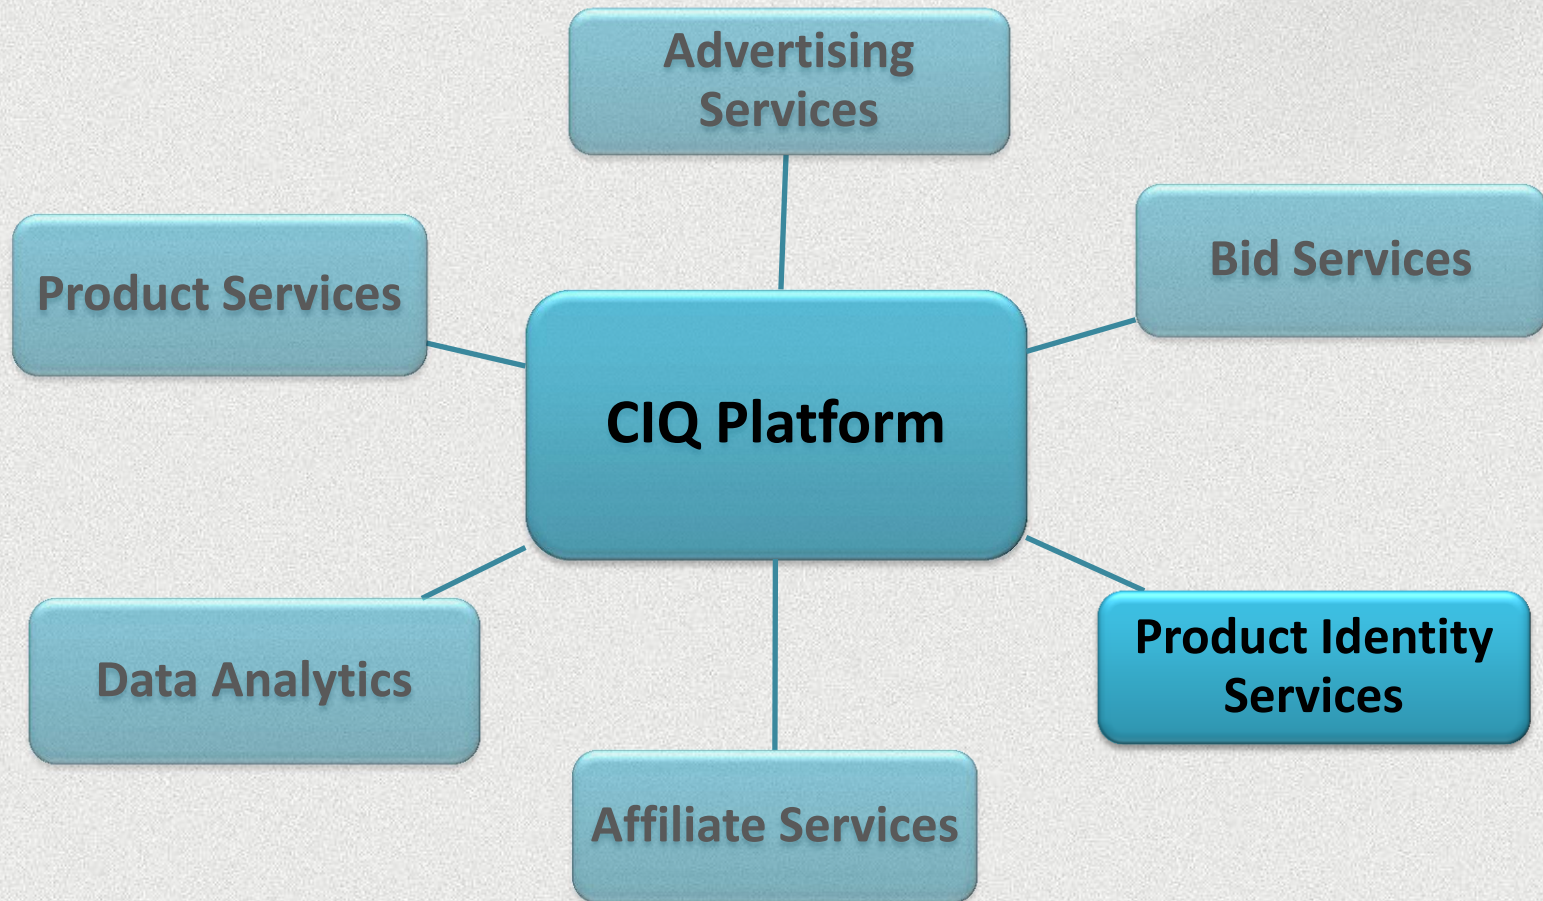 Advertising
Services
Product Services
Bid Services
CIQ Platform
Data Analytics
Product Identity
Services
Affiliate Services